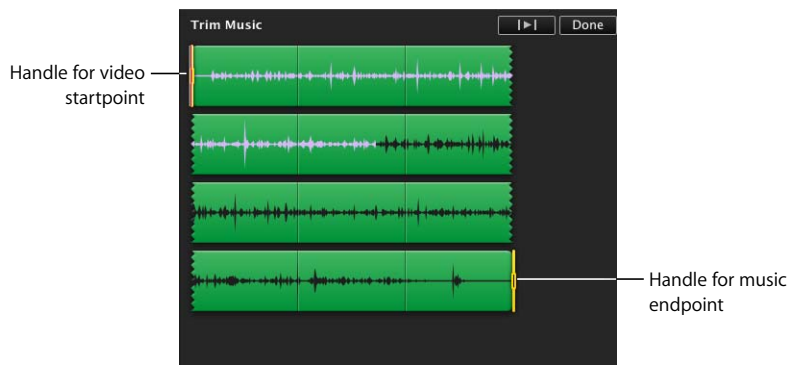 Trim Music
Done
Handle for video
startpoint
Handle for music
endpoint